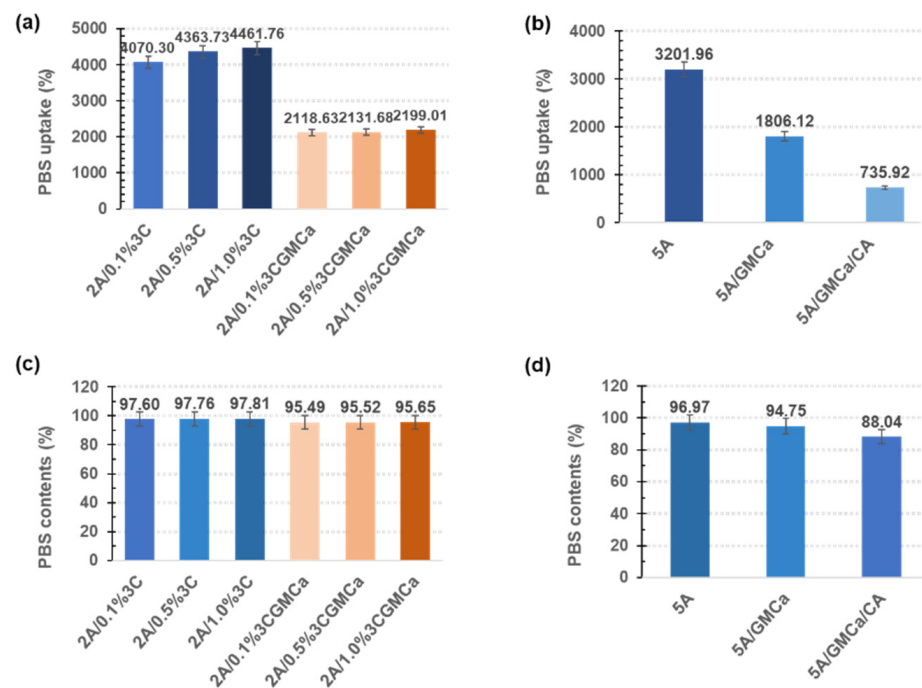 (a)
PBS uptake (%)
5000
4000
3000
2000
1000
0
4070.30
4363.73
4461.76
2118.63
2131.68
2199.01
2A/0.1%3C
2A/0.5%3C
2A/1.0%3C
2A/0.1%3CGMCa
2A/0.5%3CGMCa
2A/1.0%3CGMCa
(b)
PBS uptake (%)
4000
3000
2000
1000
0
3201.96
1806.12
735.92
5A
5A/GMCa
5A/GMCa/CA
(c)
PBS contents (%)
120
100
80
60
40
20
0
97.60
97.76
97.81
95.49
95.52
95.65
2A/0.1%3C
2A/0.5%3C
2A/1.0%3C
2A/0.1%3CGMCa
2A/0.5%3CGMCa
2A/1.0%3CGMCa
(d)
PBS contents (%)
120
100
80
60
40
20
0
96.97
94.75
88.04
5A
5A/GMCa
5A/GMCa/CA